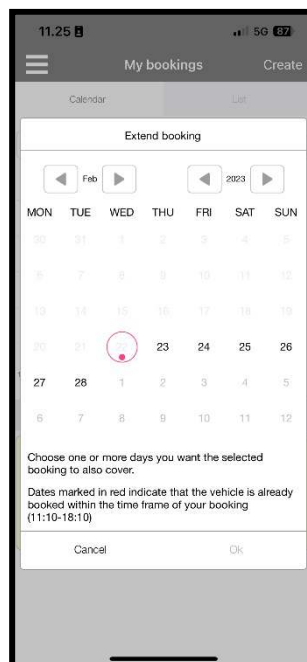 11.25 5G 87
My bookings Create
Calendar List
Extend booking
Feb 2023
MON TUE WED THU FRI SAT SUN
30 31 1 2 3 4 5
6 7 8 9 10 11 12
13 14 15 16 17 18 19
20 21 22 23 24 25 26
27 28 1 2 3 4 5
6 7 8 9 10 11 12
Choose one or more days you want the selected
booking to also cover.
Dates marked in red indicate that the vehicle is already
booked within the time frame of your booking
(11:10-18:10)
Cancel Ok